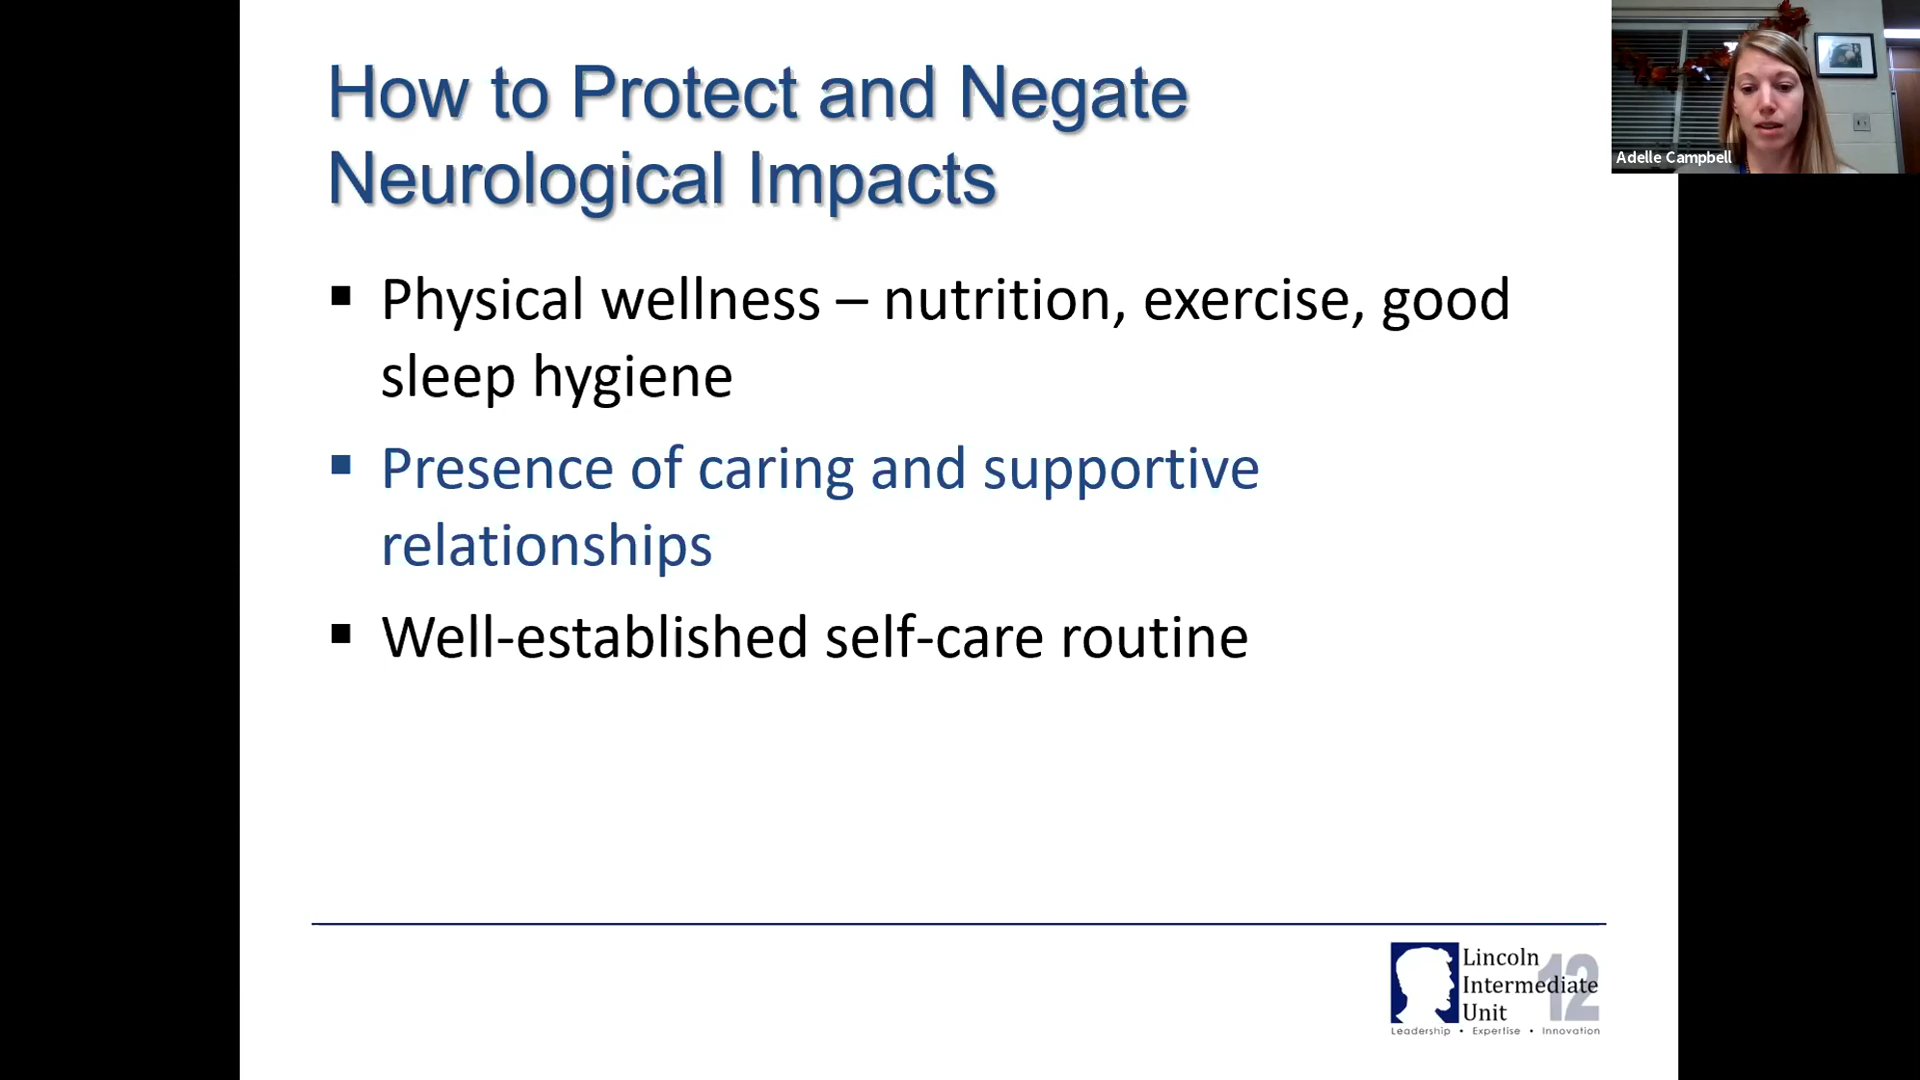 How to Protect and Negate
Neurological Impacts
Adelle Campbell
▪ Physical wellness – nutrition, exercise, good
sleep hygiene
▪ Presence of caring and supportive
relationships
▪ Well-established self-care routine
Lincoln
Intermediate
Unit
12
Leadership • Expertise • Innovation